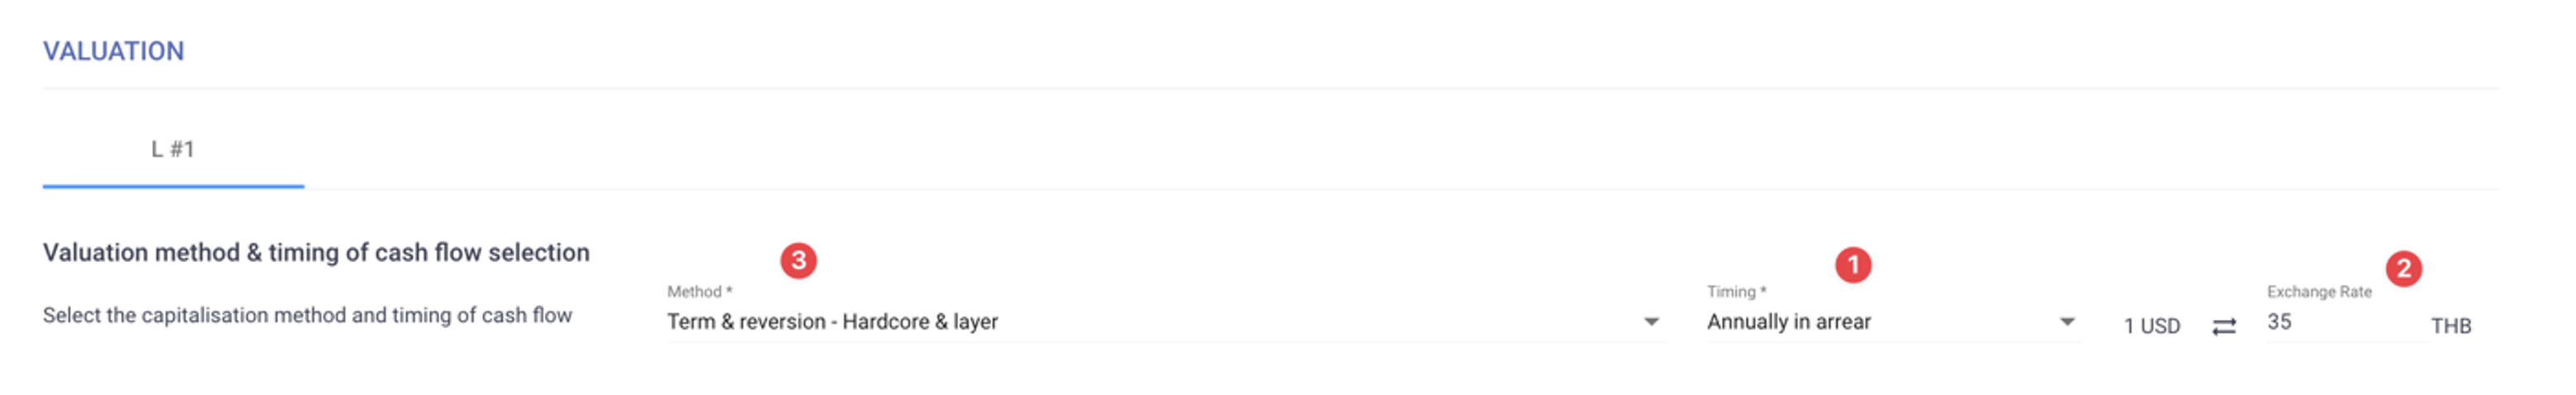 VALUATION
L #1
Valuation method & timing of cash flow selection
Select the capitalisation method and timing of cash flow
3
Method *
Term & reversion - Hardcore & layer
1
Timing *
Annually in arrear
1 USD
2
Exchange Rate
35
THB